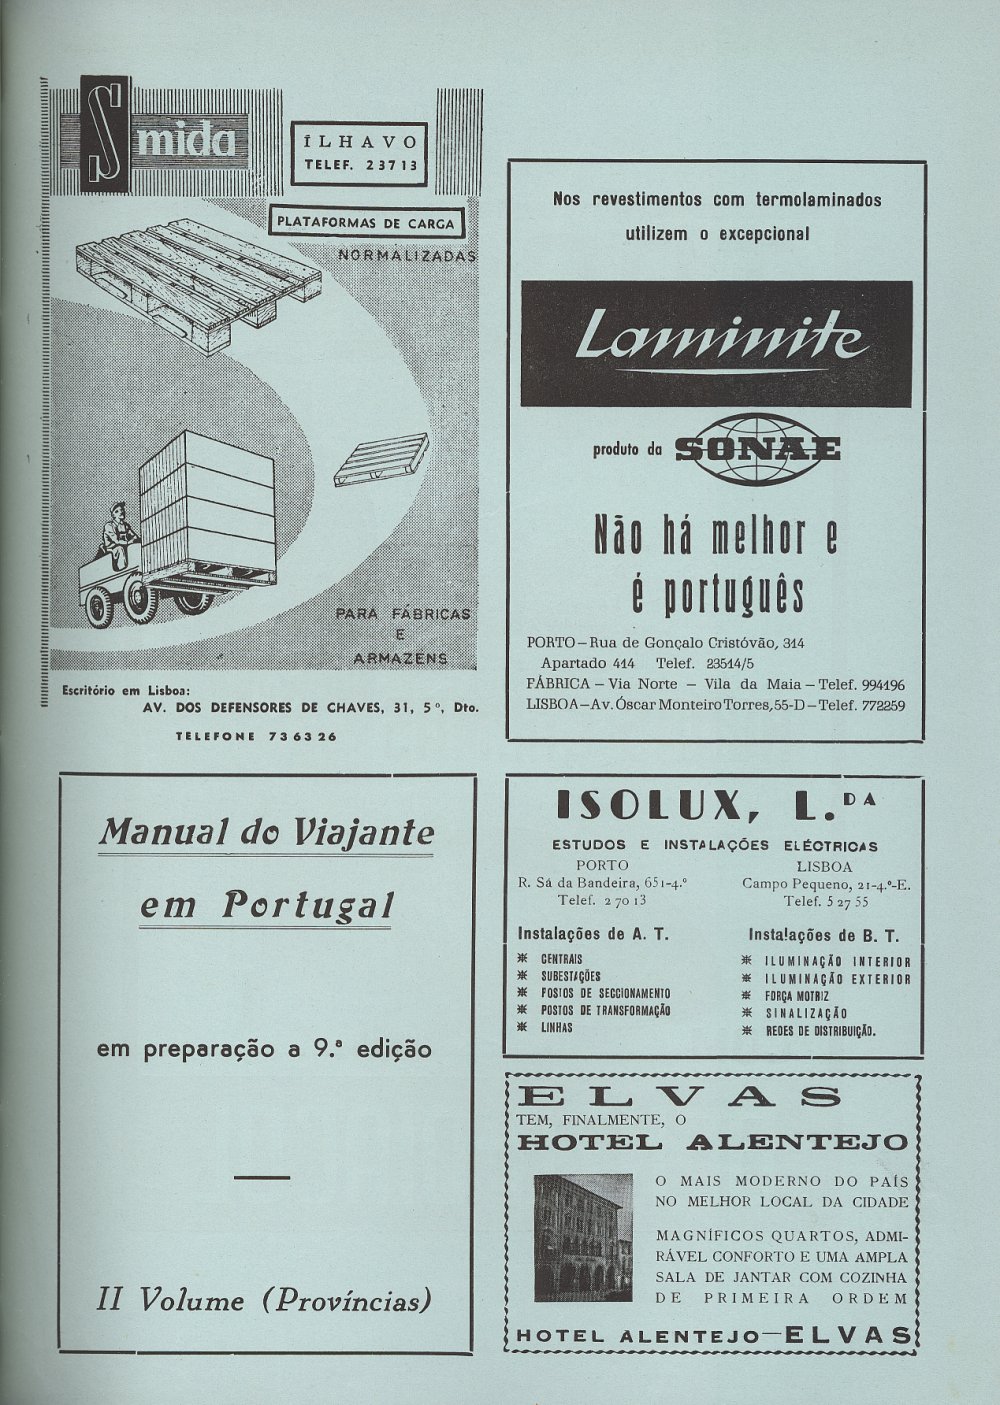 Smida
ÍLHAVO
TELEF. 23713
PLATAFORMAS DE CARGA
NORMALIZADAS
PARA FÁBRICAS
E
ARMAZENS
Escritório em Lisboa:
AV. DOS DEFENSORES DE CHAVES, 31, 5º, Dto.
TELEFONE 736326
Nos revestimentos com termolaminados
utilizem o excepcional
Laminite
produto da SONAE
Não há melhor e
é português
PORTO—Rua de Gonçalo Cristóvão, 314
Apartado 414 Telef. 23514/5
FÁBRICA — Via Norte — Vila da Maia — Telef. 994196
LISBOA—Av. Óscar Monteiro Torres, 55-D—Telef. 772259
Manual do Viajante
em Portugal
em preparação a 9.ª edição
II Volume (Províncias)
ISOLUX, L.DA
ESTUDOS E INSTALAÇÕES ELÉCTRICAS
PORTO
R. Sá da Bandeira, 651-4.º
Telef. 2 70 13
LISBOA
Campo Pequeno, 21-4.º-E.
Telef. 5 27 55
Instalações de A. T.
※ CENTRAIS
※ SUBESTAÇÕES
※ POSTOS DE SECCIONAMENTO
※ POSTOS DE TRANSFORMAÇÃO
※ LINHAS
Instalações de B. T.
※ ILUMINAÇÃO INTERIOR
※ ILUMINAÇÃO EXTERIOR
※ FORÇA MOTRIZ
※ SINALIZAÇÃO
※ REDES DE DISTRIBUIÇÃO.
ELVAS
TEM, FINALMENTE, O
HOTEL ALENTEJO
O MAIS MODERNO DO PAÍS
NO MELHOR LOCAL DA CIDADE
MAGNÍFICOS QUARTOS, ADMI-
RÁVEL CONFORTO E UMA AMPLA
SALA DE JANTAR COM COZINHA
DE PRIMEIRA ORDEM
HOTEL ALENTEJO—ELVAS